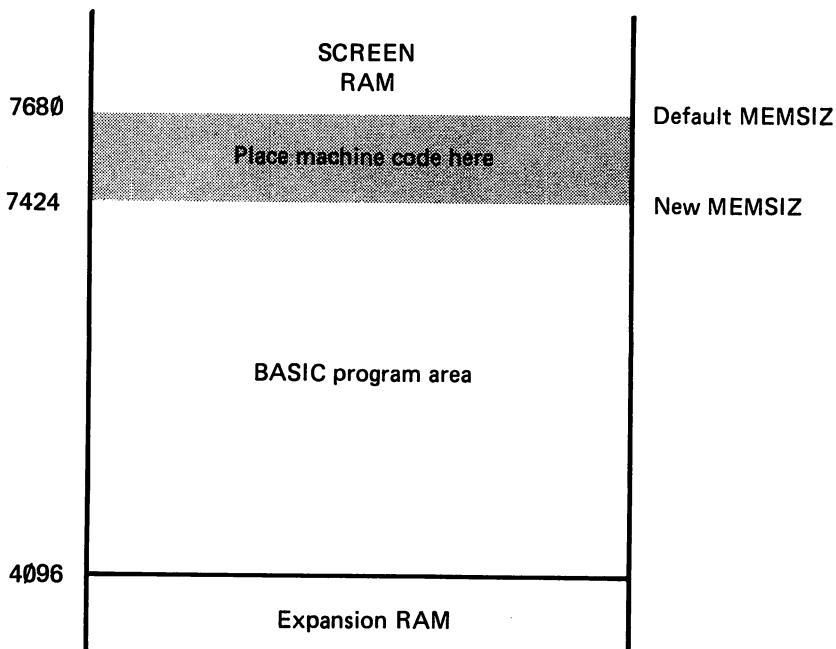 SCREEN
RAM
7680
Default MEMSIZ
Place machine code here
7424
New MEMSIZ
BASIC program area
4096
Expansion RAM